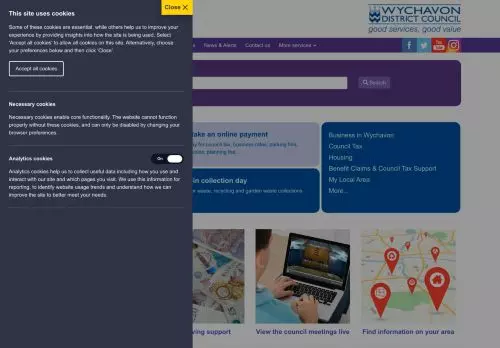 Close ✕
This site uses cookies
Some of these cookies are essential, while others help us to improve your
experience by providing insights into how the site is being used. Select
'Accept all cookies' to allow all cookies on this site. Alternatively, choose
your preferences below and then click 'Close'.
Accept all cookies
Necessary cookies
Necessary cookies enable core functionality. The website cannot function
properly without these cookies, and can only be disabled by changing your
browser preferences.
Analytics cookies
On
Analytics cookies help us to collect useful data including how you use and
interact with our site and which pages you visit. We use this information for
reporting, to identify website usage trends and understand how we can
improve the site to better meet your needs.
WYCHAVON
DISTRICT COUNCIL
good services, good value
News & Alerts Contact us More services
You
Tube
Search
an online payment
for council tax, business rates, parking fine,
planning fee
collection day
waste, recycling and garden waste collections
Business in Wychavon
Council Tax
Housing
Benefit Claims & Council Tax Support
My Local Area
More...
support
View the council meetings live
Find information on your area